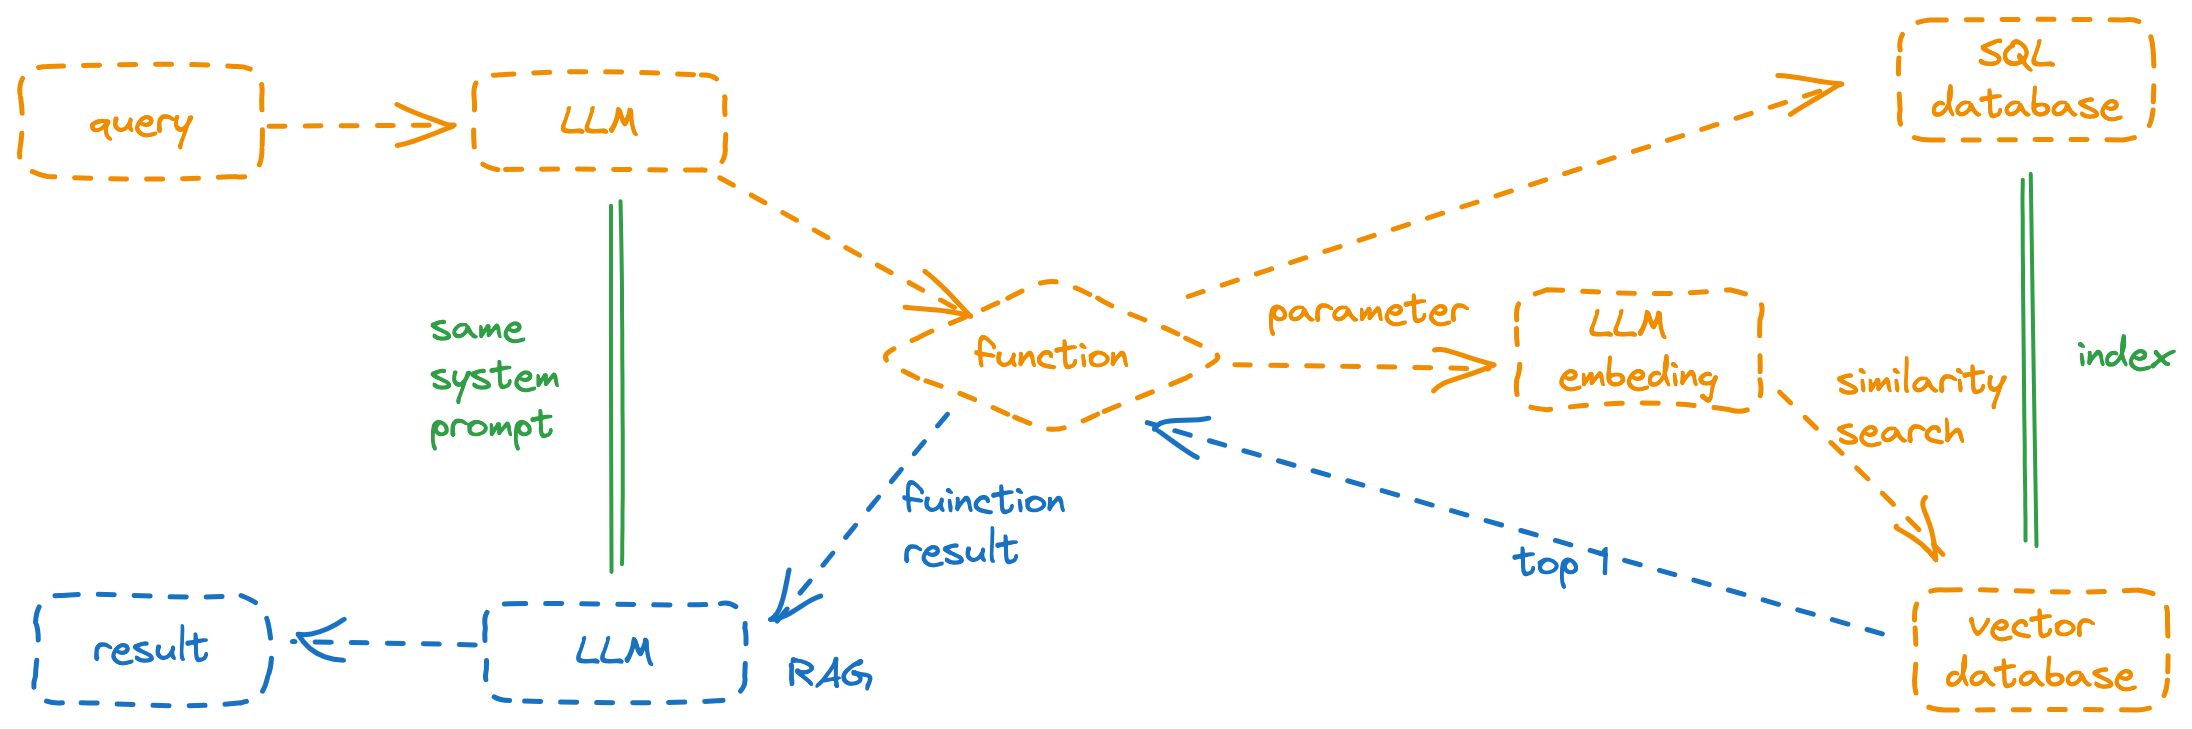 query
LLM
SQL
database
function
parameter
LLM
embeding
similarity
search
index
same
system
prompt
fuinction
result
top 1
result
LLM
RAG
vector
database